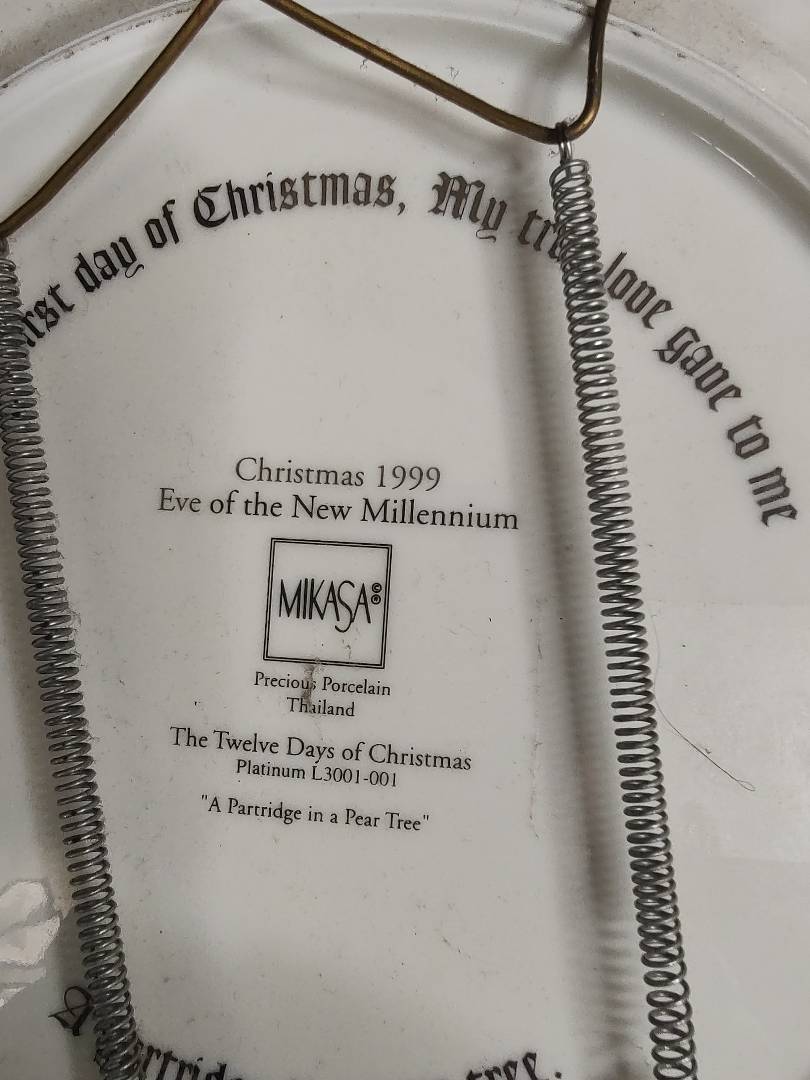 day of Christmas, My love gave to me
Christmas 1999
Eve of the New Millennium
MIKASA©®
Precious Porcelain
Thailand
The Twelve Days of Christmas
Platinum L3001-001
"A Partridge in a Pear Tree"
tree.